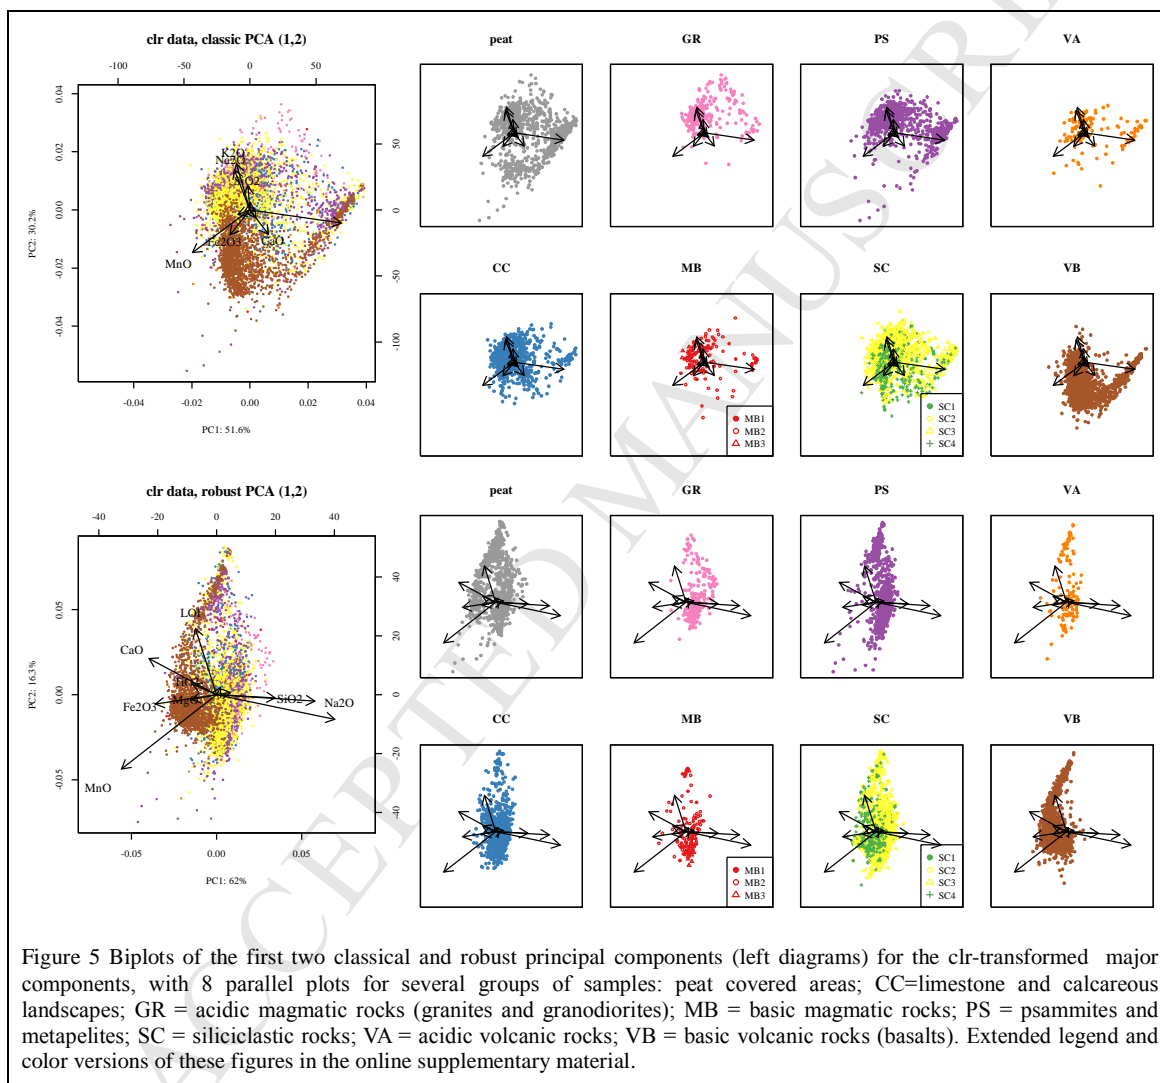 clr data, classic PCA (1,2)
peat
GR
PS
VA
-100
-50
0
50
0.04
0.02
0.00
-0.02
-0.04
PC2: 30.2%
50
0
-50
-100
K2O
Na2O
Fe2O3
CaO
MnO
-0.04
-0.02
0.00
0.02
0.04
PC1: 51.6%
CC
MB
SC
VB
MB1
MB2
MB3
SC1
SC2
SC3
SC4
clr data, robust PCA (1,2)
peat
GR
PS
VA
-40
-20
0
20
40
0.05
0.00
-0.05
PC2: 16.3%
40
20
0
-20
-40
LOI
CaO
MgO
Fe2O3
SiO2
Na2O
MnO
-0.05
0.00
0.05
PC1: 62%
CC
MB
SC
VB
MB1
MB2
MB3
SC1
SC2
SC3
SC4
Figure 5 Biplots of the first two classical and robust principal components (left diagrams) for the clr-transformed major
components, with 8 parallel plots for several groups of samples: peat covered areas; CC=limestone and calcareous
landscapes; GR = acidic magmatic rocks (granites and granodiorites); MB = basic magmatic rocks; PS = psammites and
metapelites; SC = siliciclastic rocks; VA = acidic volcanic rocks; VB = basic volcanic rocks (basalts). Extended legend and
color versions of these figures in the online supplementary material.
ACCEPTED MANUSCRI